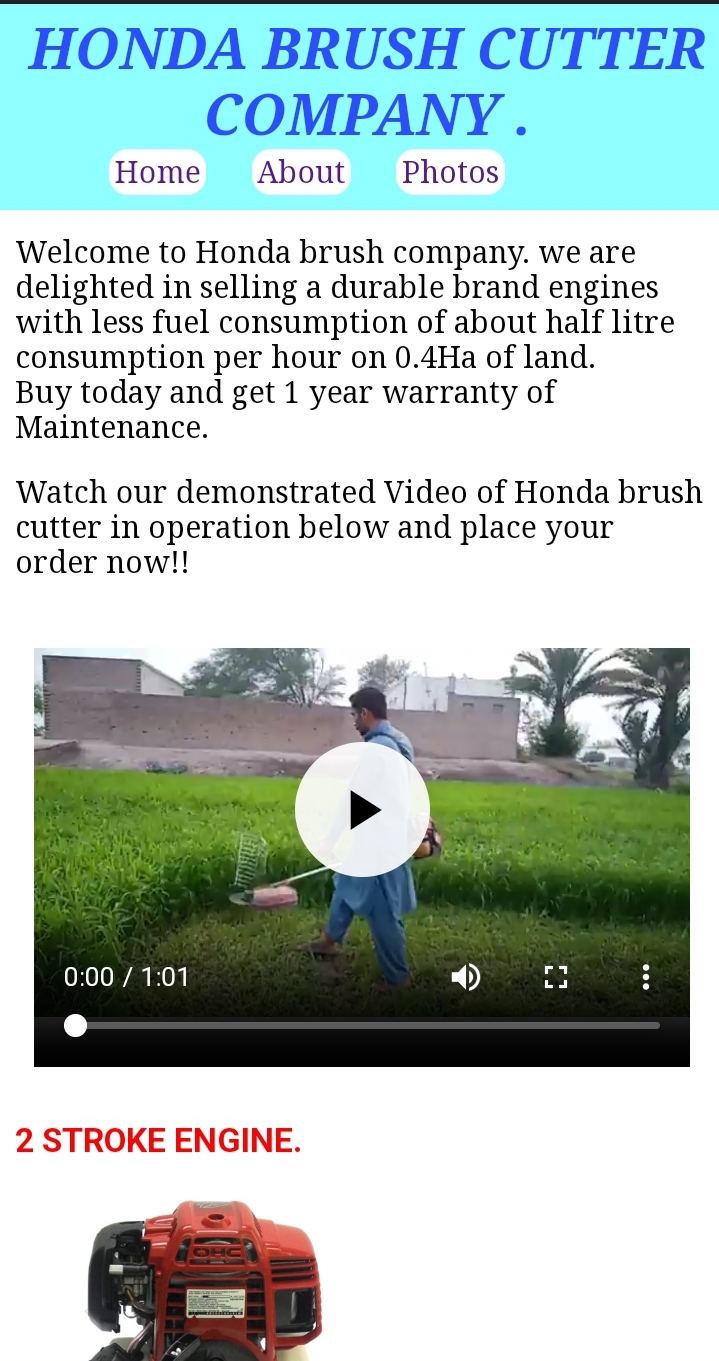 HONDA BRUSH CUTTER
COMPANY .
Home About Photos
Welcome to Honda brush company. we are
delighted in selling a durable brand engines
with less fuel consumption of about half litre
consumption per hour on 0.4Ha of land.
Buy today and get 1 year warranty of
Maintenance.
Watch our demonstrated Video of Honda brush
cutter in operation below and place your
order now!!
0:00 / 1:01
2 STROKE ENGINE.
OHC